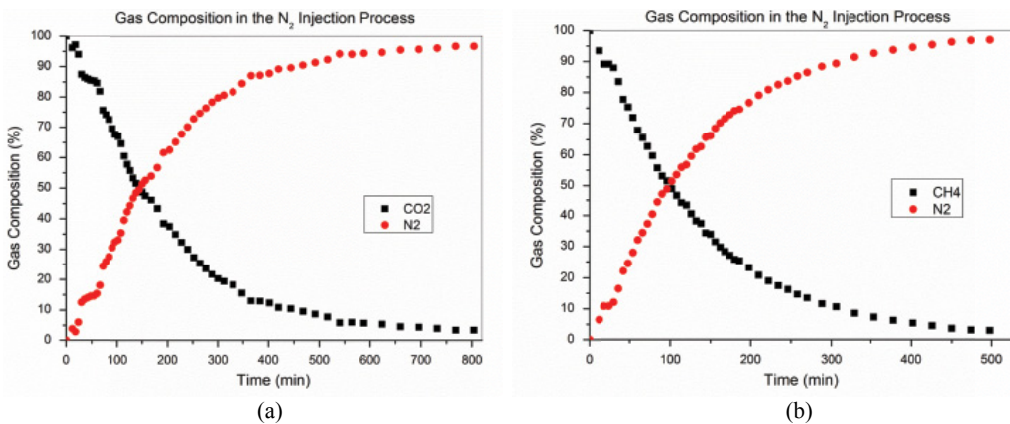 Gas Composition in the N₂ Injection Process
100
90
80
70
60
50
40
30
20
10
0
Gas Composition (%)
CO2
N2
0 100 200 300 400 500 600 700 800
Time (min)
(a)
Gas Composition in the N₂ Injection Process
100
90
80
70
60
50
40
30
20
10
0
Gas Composition (%)
CH4
N2
0 100 200 300 400 500
Time (min)
(b)